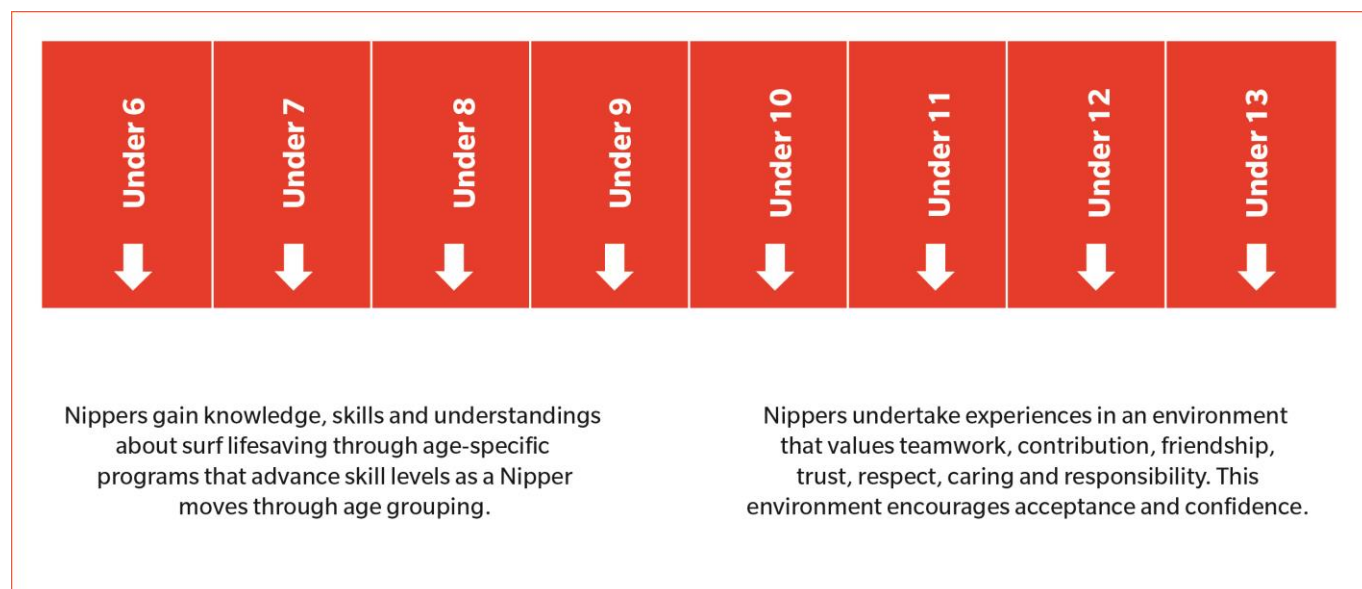 Under 6
Under 7
Under 8
Under 9
Under 10
Under 11
Under 12
Under 13
Nippers gain knowledge, skills and understandings
about surf lifesaving through age-specific
programs that advance skill levels as a Nipper
moves through age grouping.
Nippers undertake experiences in an environment
that values teamwork, contribution, friendship,
trust, respect, caring and responsibility. This
environment encourages acceptance and confidence.